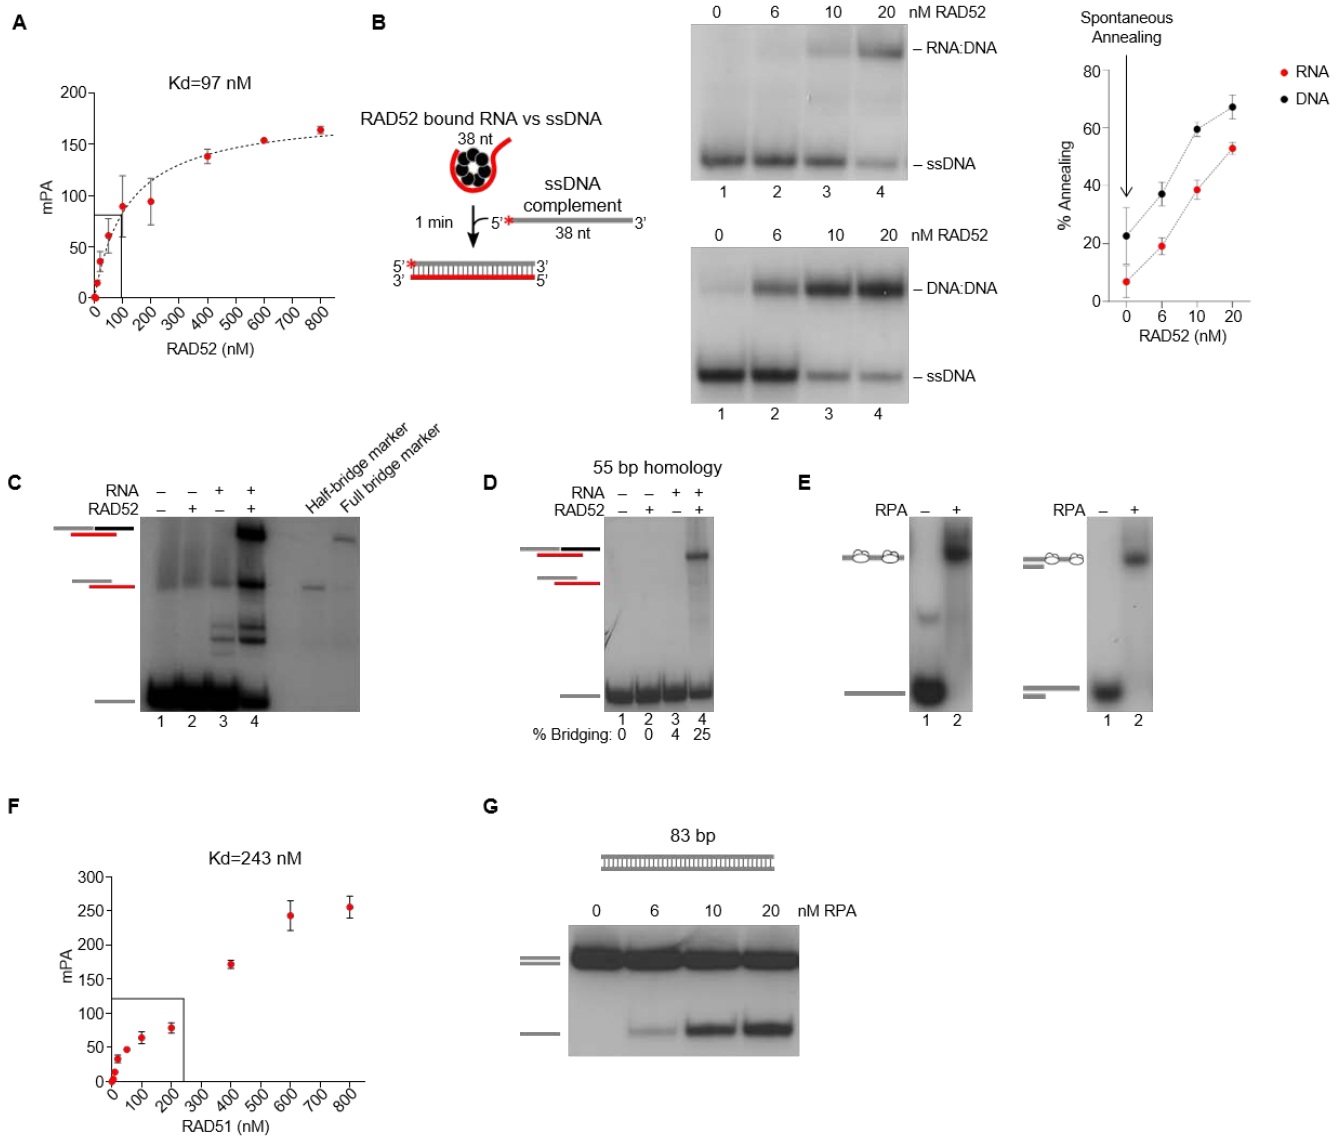 A
Kd=97 nM
200
150
100
50
0
mPA
0 100 200 300 400 500 600 700 800
RAD52 (nM)
B
RAD52 bound RNA vs ssDNA
38 nt
ssDNA
complement
1 min
5' * 3'
38 nt
5' * 3'
3' 5'
0 6 10 20 nM RAD52
– RNA:DNA
– ssDNA
1 2 3 4
0 6 10 20 nM RAD52
– DNA:DNA
– ssDNA
1 2 3 4
Spontaneous
Annealing
80
60
40
20
0
% Annealing
0 6 10 20
RAD52 (nM)
RNA
DNA
C
RNA – – + +
RAD52 – + – +
Half-bridge marker
Full bridge marker
1 2 3 4
D
55 bp homology
RNA – – + +
RAD52 – + – +
1 2 3 4
% Bridging: 0 0 4 25
E
RPA – +
1 2
RPA – +
1 2
F
Kd=243 nM
300
250
200
150
100
50
0
mPA
0 100 200 300 400 500 600 700 800
RAD51 (nM)
G
83 bp
0 6 10 20 nM RPA